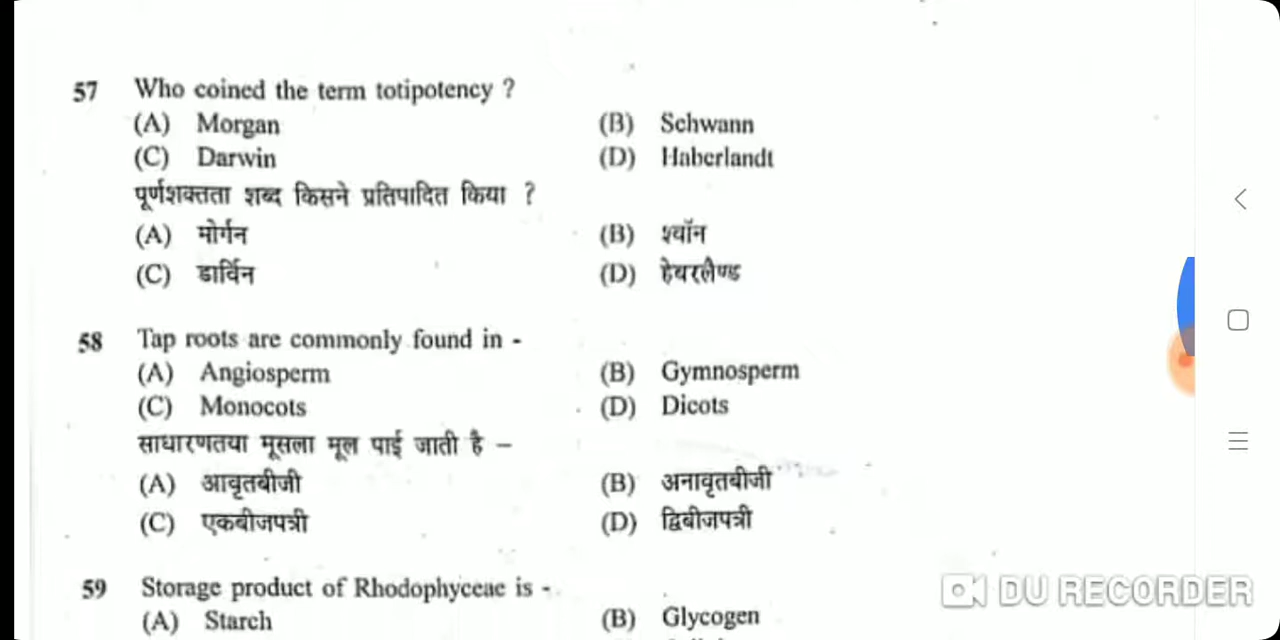 57 Who coined the term totipotency ?
(A) Morgan (B) Schwann
(C) Darwin (D) Haberlandt
पूर्णशक्तता शब्द किसने प्रतिपादित किया ?
(A) मोर्गन (B) श्वॉन
(C) डार्विन (D) हेबरलैण्ड
58 Tap roots are commonly found in -
(A) Angiosperm (B) Gymnosperm
(C) Monocots (D) Dicots
साधारणतया मूसला मूल पाई जाती है –
(A) आवृतबीजी (B) अनावृतबीजी
(C) एकबीजपत्री (D) द्विबीजपत्री
59 Storage product of Rhodophyceae is -
(A) Starch (B) Glycogen
DU RECORDER